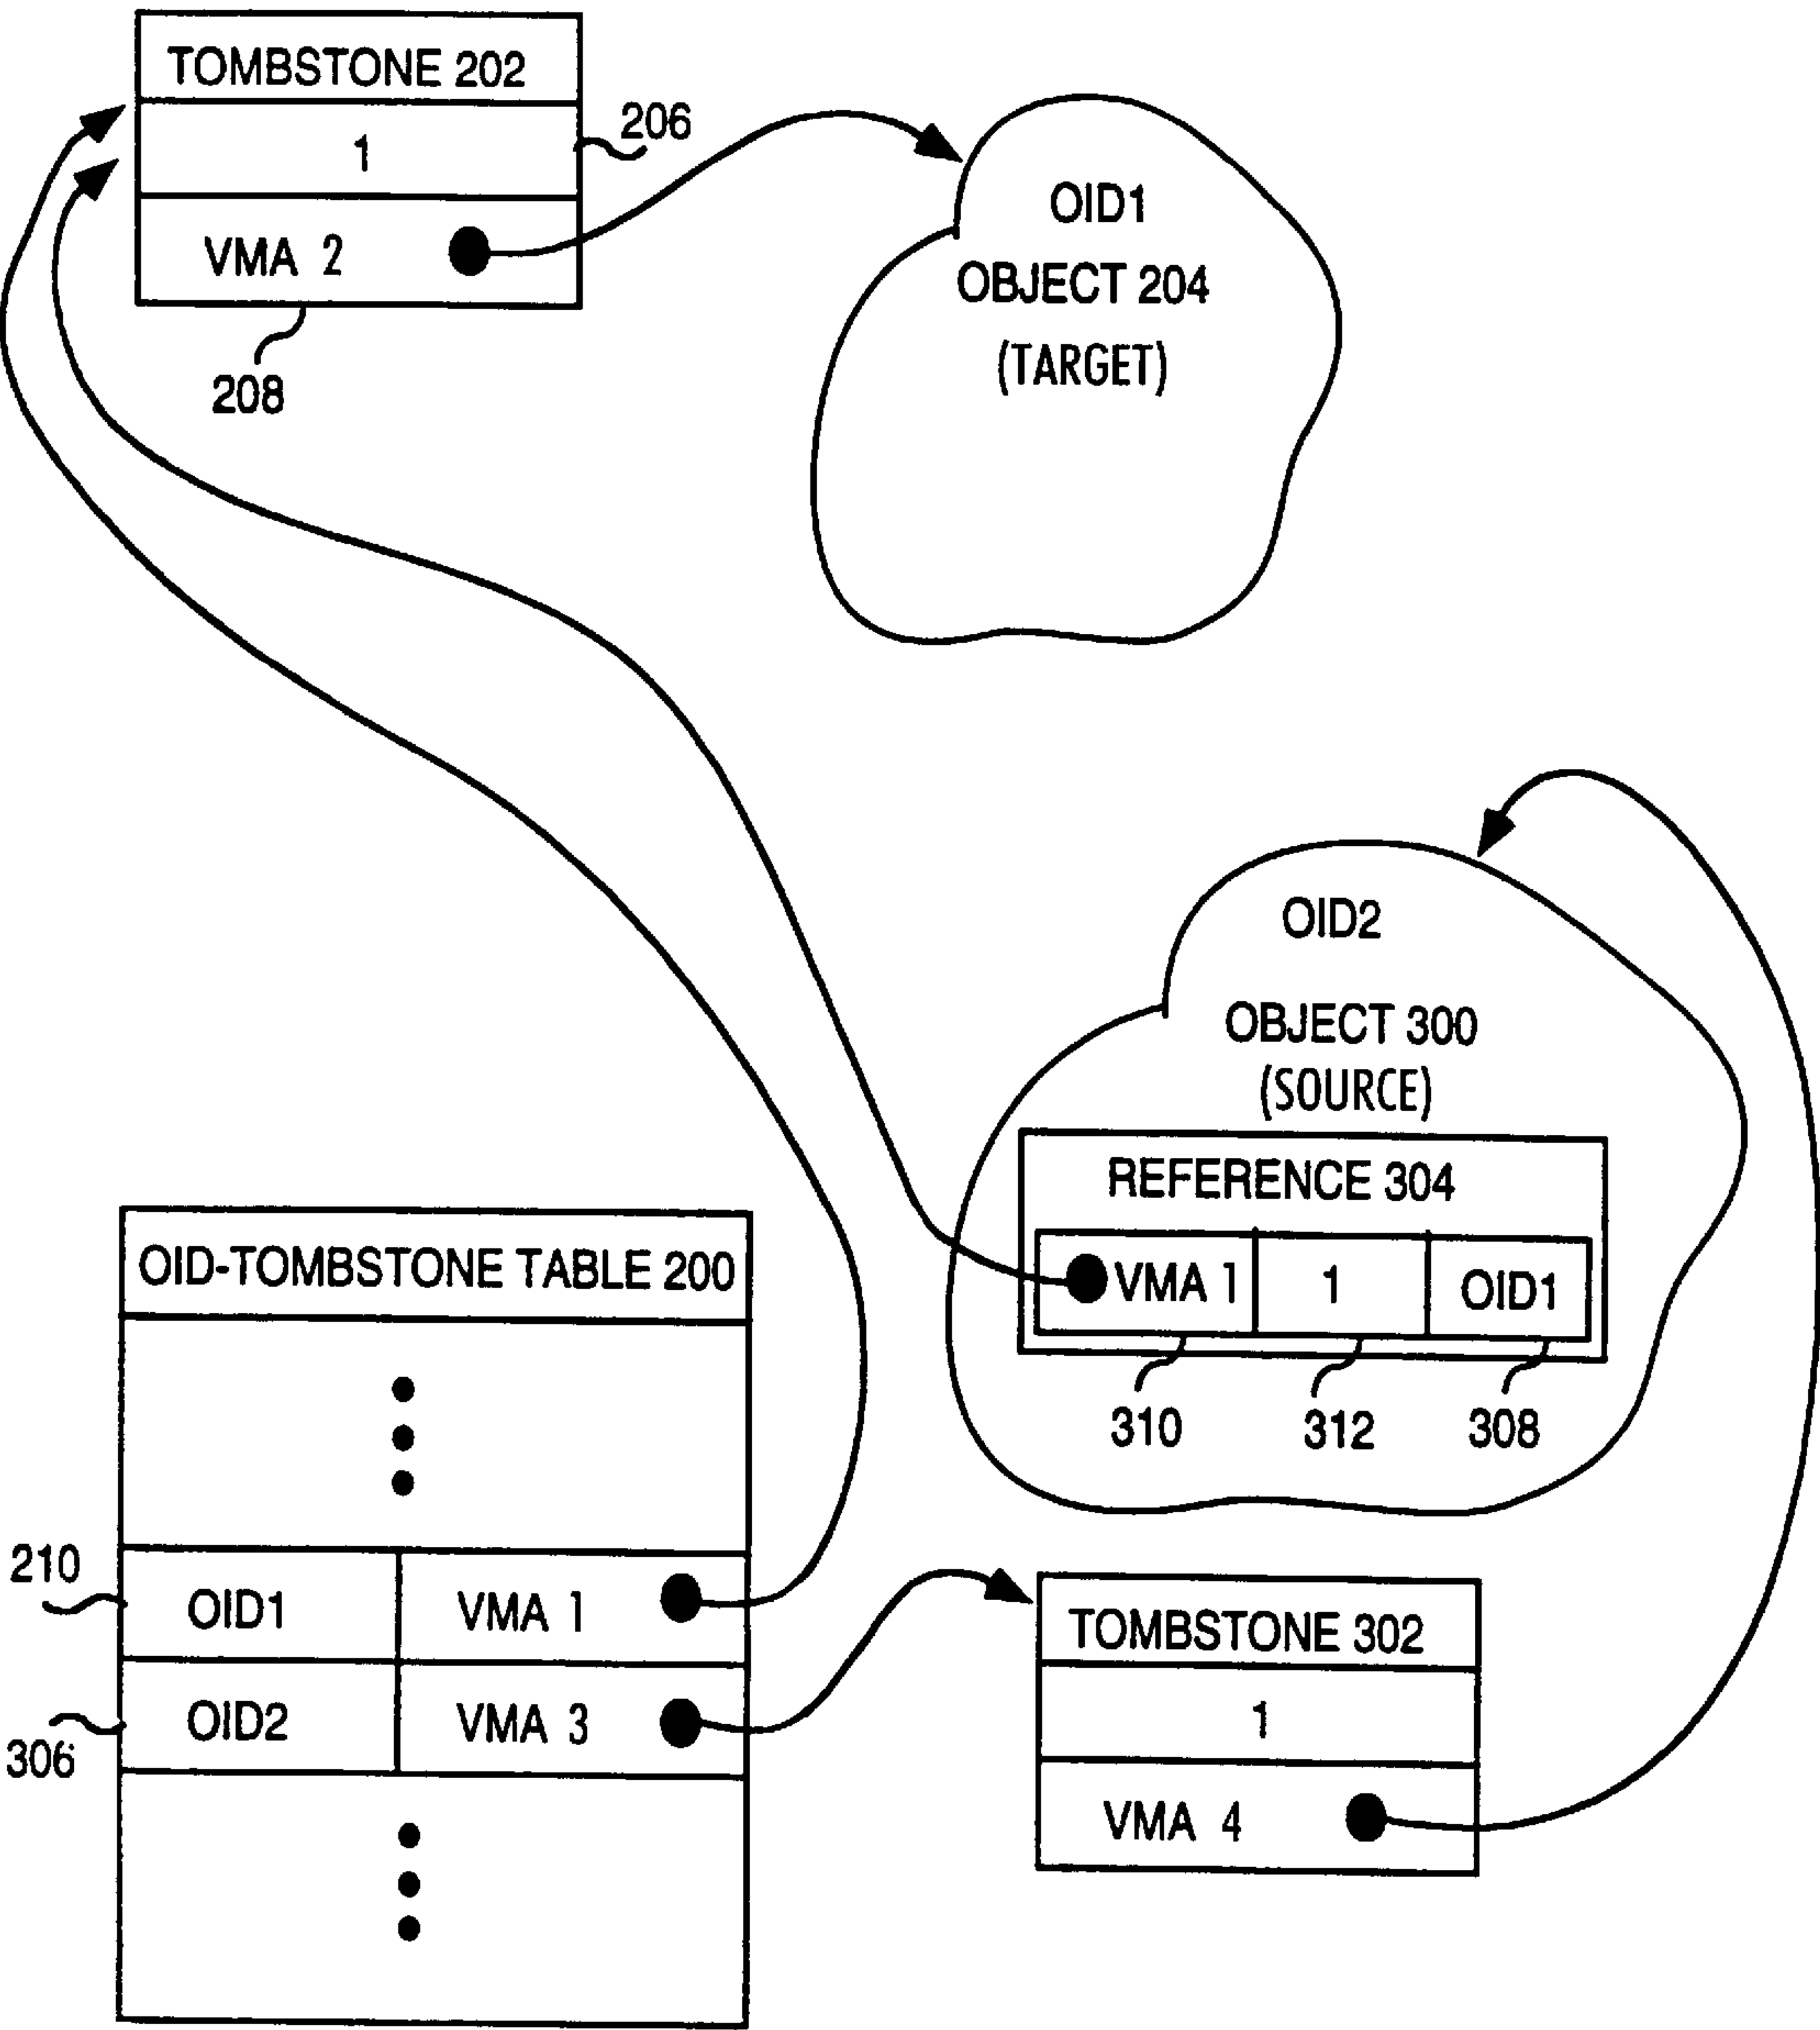 TOMBSTONE 202
1
206
VMA 2
208
OID1
OBJECT 204
(TARGET)
OID2
OBJECT 300
(SOURCE)
REFERENCE 304
VMA 1
1
OID1
310
312
308
OID-TOMBSTONE TABLE 200
210
OID1
VMA 1
306
OID2
VMA 3
TOMBSTONE 302
1
VMA 4